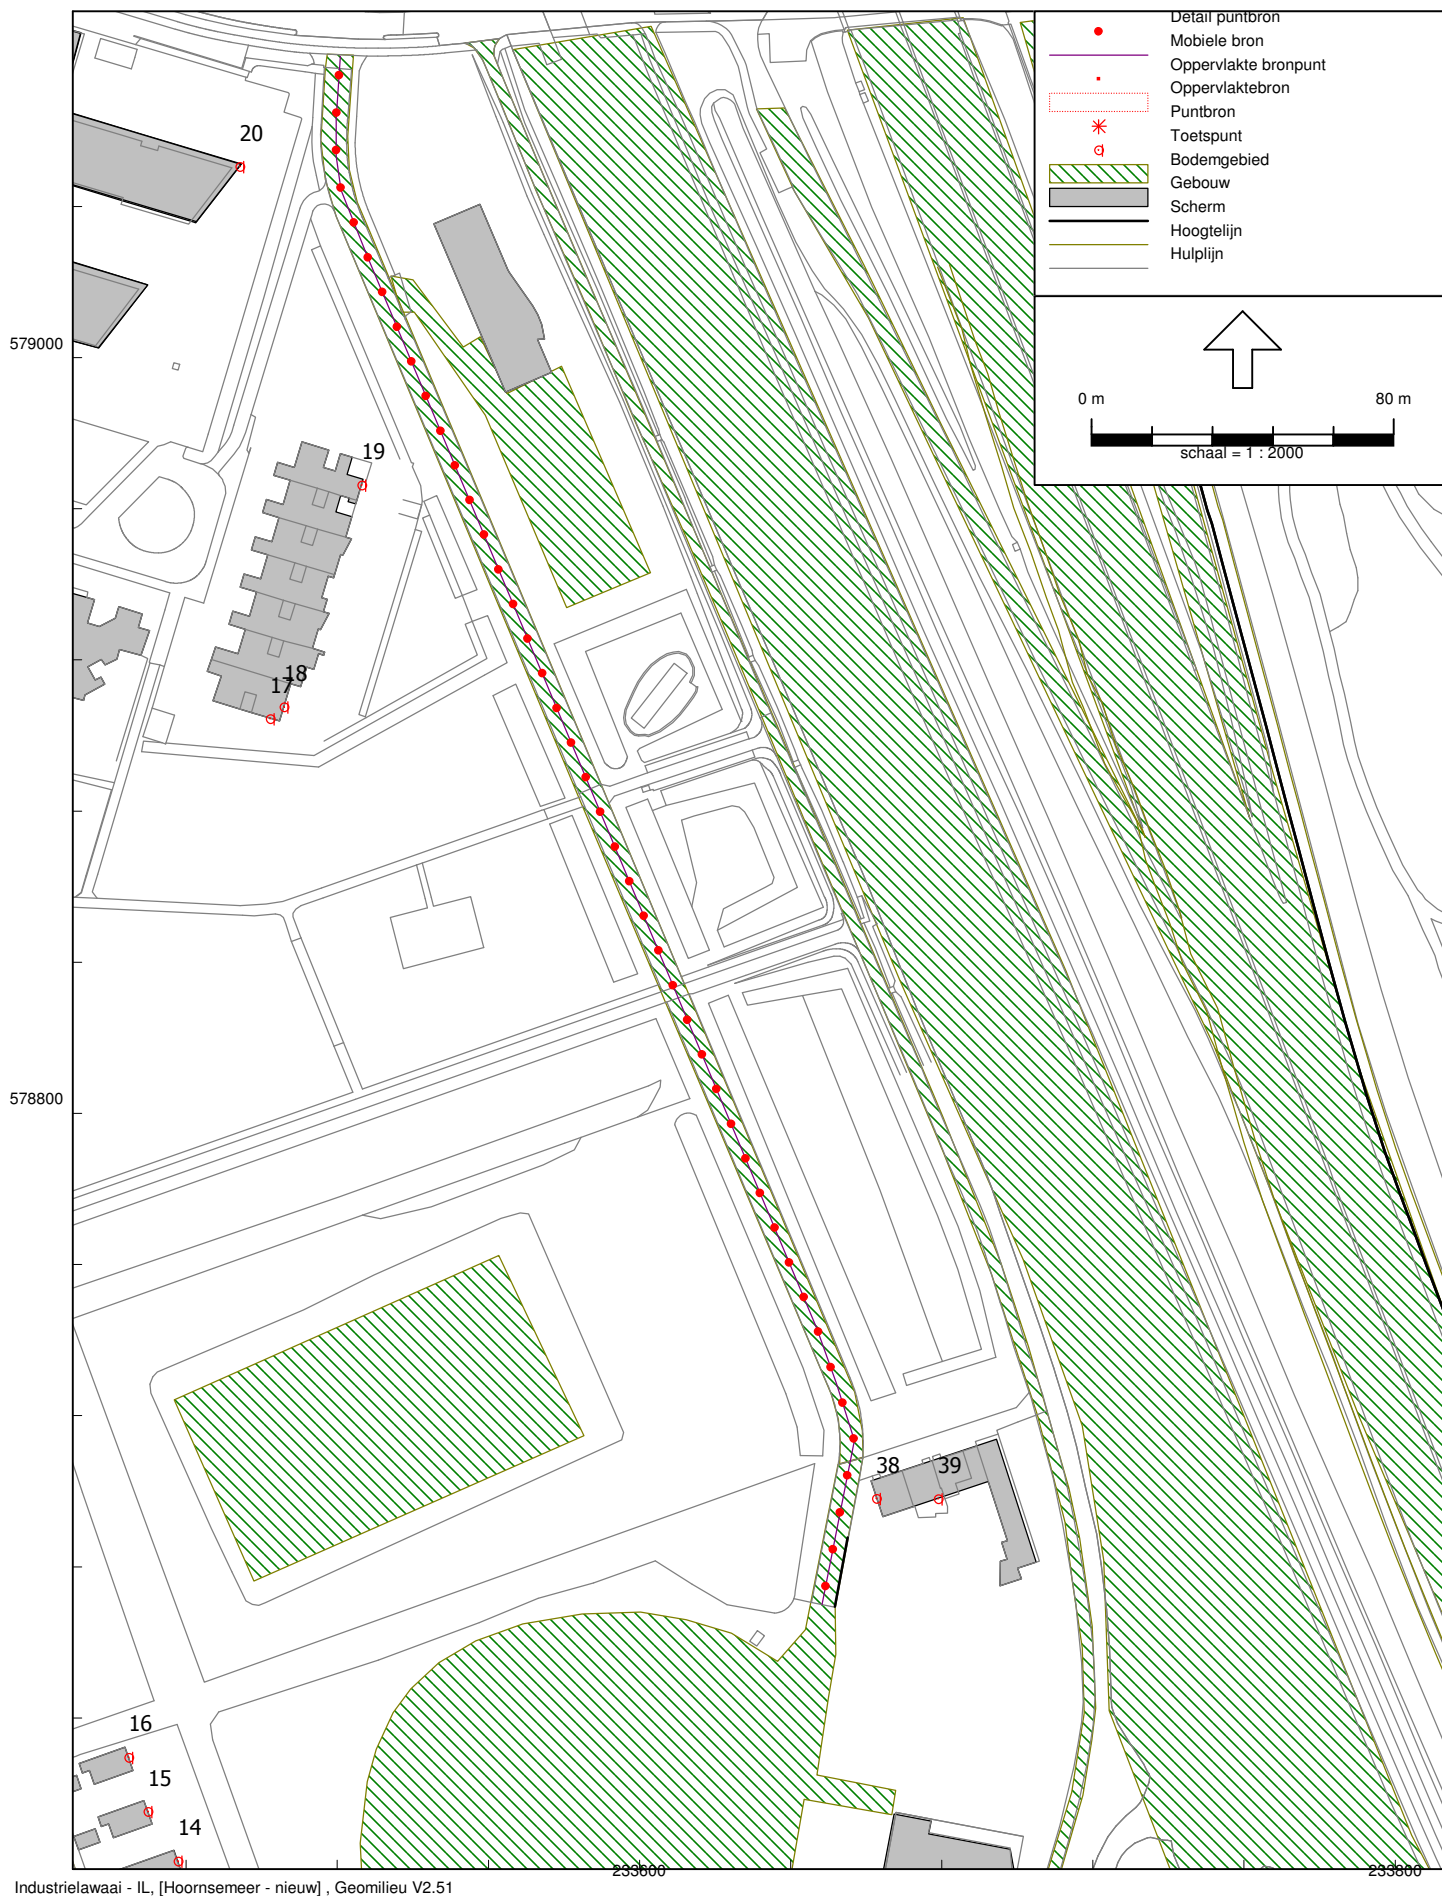 Detail puntbron
Mobiele bron
Oppervlakte bronpunt
Oppervlaktebron
Puntbron
Toetspunt
Bodemgebied
Gebouw
Scherm
Hoogtelijn
Hulplijn
0 m 80 m
schaal = 1 : 2000
20
579000
19
18
17
578800
38 39
16
15
14
233600 233800
Industrielawaai - IL, [Hoornsemeer - nieuw] , Geomilieu V2.51